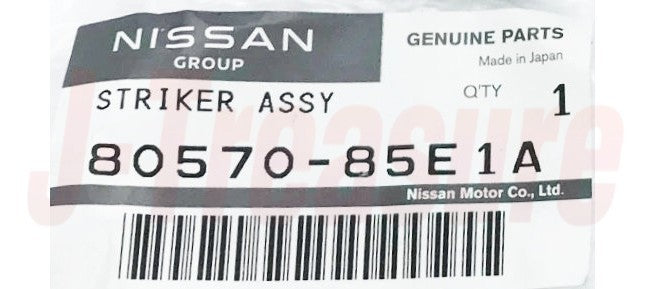 NISSAN
GROUP
GENUINE PARTS
Made in Japan
STRIKER ASSY
Q'TY 1
80570-85E1A
Nissan Motor Co., Ltd.
J-Treasure